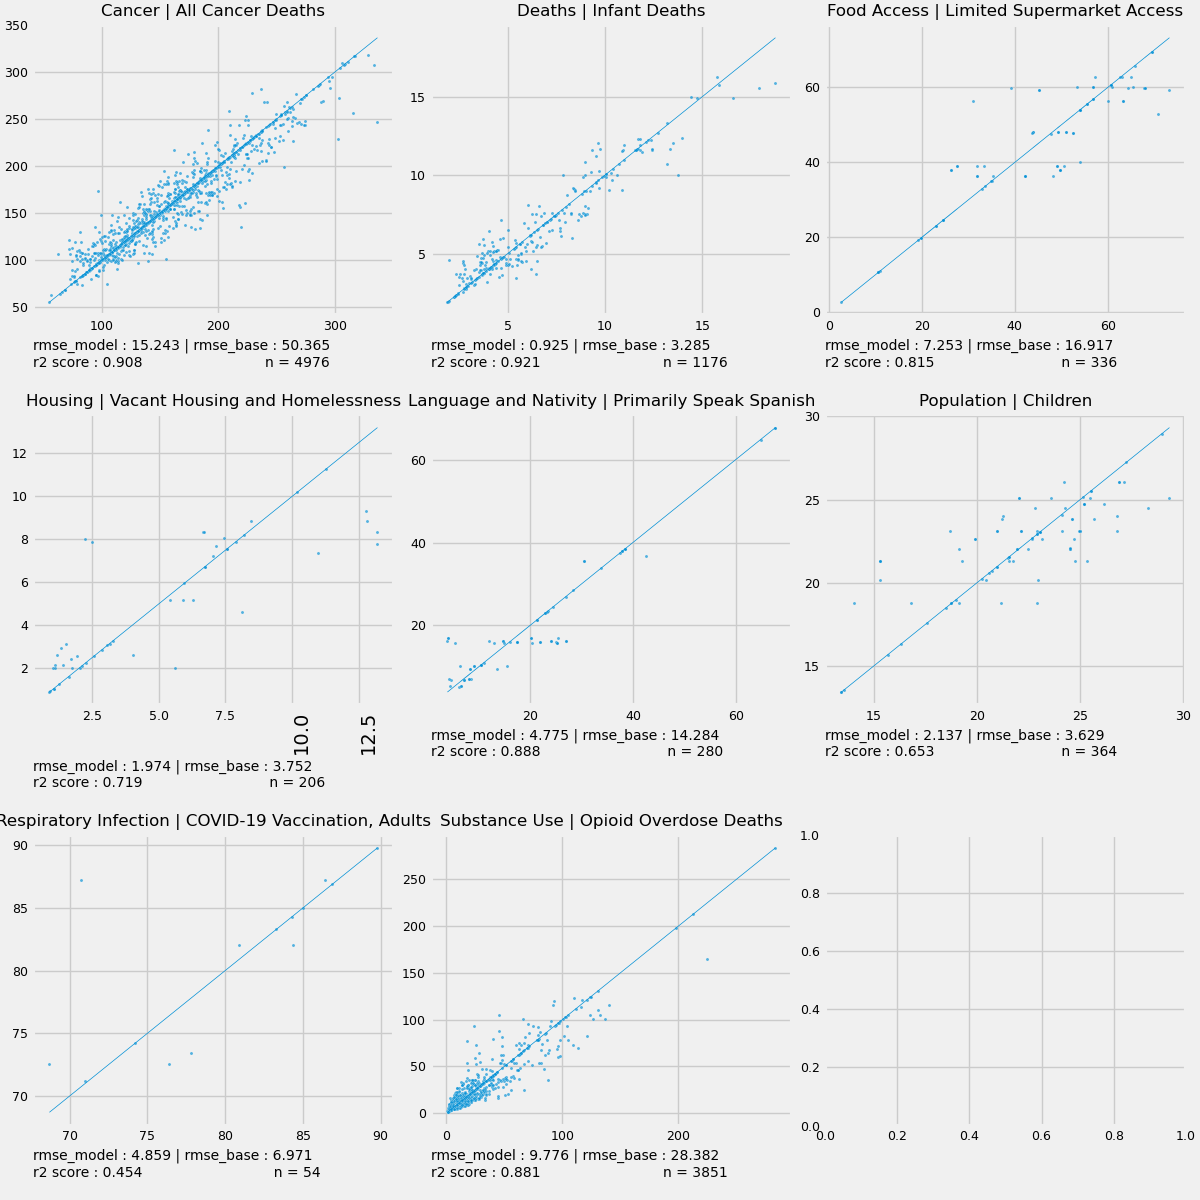 Cancer | All Cancer Deaths
350
300
250
200
150
100
50
100 200 300
rmse_model : 15.243 | rmse_base : 50.365
r2 score : 0.908 n = 4976
Deaths | Infant Deaths
15
10
5
5 10 15
rmse_model : 0.925 | rmse_base : 3.285
r2 score : 0.921 n = 1176
Food Access | Limited Supermarket Access
60
40
20
0
0 20 40 60
rmse_model : 7.253 | rmse_base : 16.917
r2 score : 0.815 n = 336
Housing | Vacant Housing and Homelessness
12
10
8
6
4
2
2.5 5.0 7.5 10.0 12.5
rmse_model : 1.974 | rmse_base : 3.752
r2 score : 0.719 n = 206
Language and Nativity | Primarily Speak Spanish
60
40
20
20 40 60
rmse_model : 4.775 | rmse_base : 14.284
r2 score : 0.888 n = 280
Population | Children
30
25
20
15
15 20 25 30
rmse_model : 2.137 | rmse_base : 3.629
r2 score : 0.653 n = 364
Respiratory Infection | COVID-19 Vaccination, Adults
90
85
80
75
70
70 75 80 85 90
rmse_model : 4.859 | rmse_base : 6.971
r2 score : 0.454 n = 54
Substance Use | Opioid Overdose Deaths
250
200
150
100
50
0
0 100 200
rmse_model : 9.776 | rmse_base : 28.382
r2 score : 0.881 n = 3851
1.0
0.8
0.6
0.4
0.2
0.0
0.0 0.2 0.4 0.6 0.8 1.0